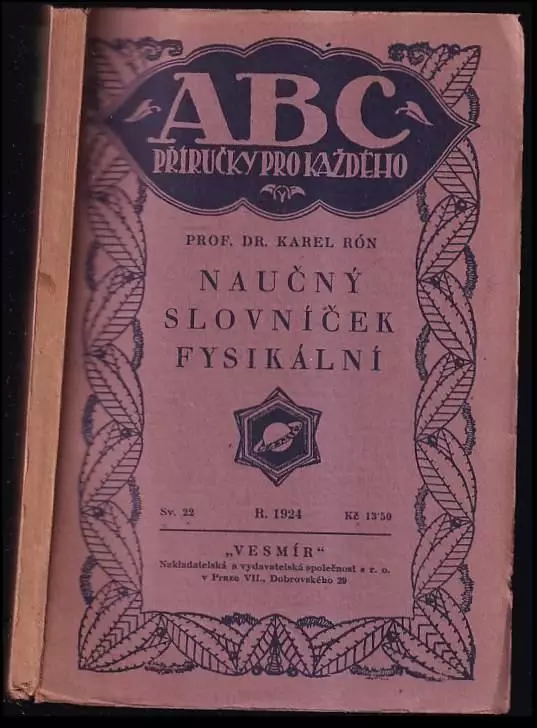 ABC
PŘÍRUČKY PRO KAŽDÉHO
PROF. DR. KAREL RÓN
NAUČNÝ
SLOVNÍČEK
FYSIKÁLNÍ
Sv. 22 R. 1924 Kč 13·50
„VESMÍR“
Nakladatelská a vydavatelská společnost s r. o.
v Praze VII., Dobrovského 29